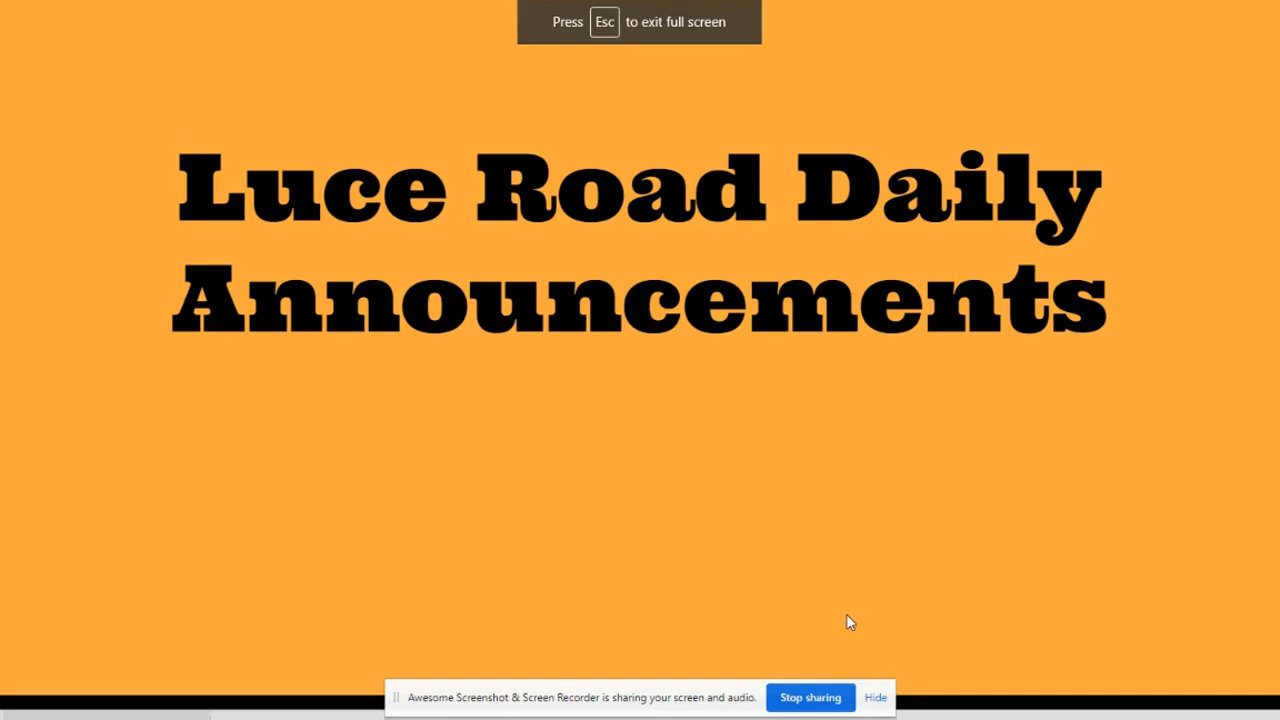 Press Esc to exit full screen
Luce Road Daily
Announcements
Awesome Screenshot & Screen Recorder is sharing your screen and audio. Stop sharing Hide